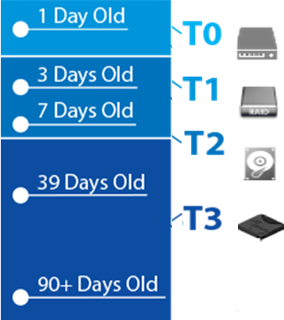 1 Day Old
T0
3 Days Old
T1
7 Days Old
T2
39 Days Old
T3
90+ Days Old
RAID